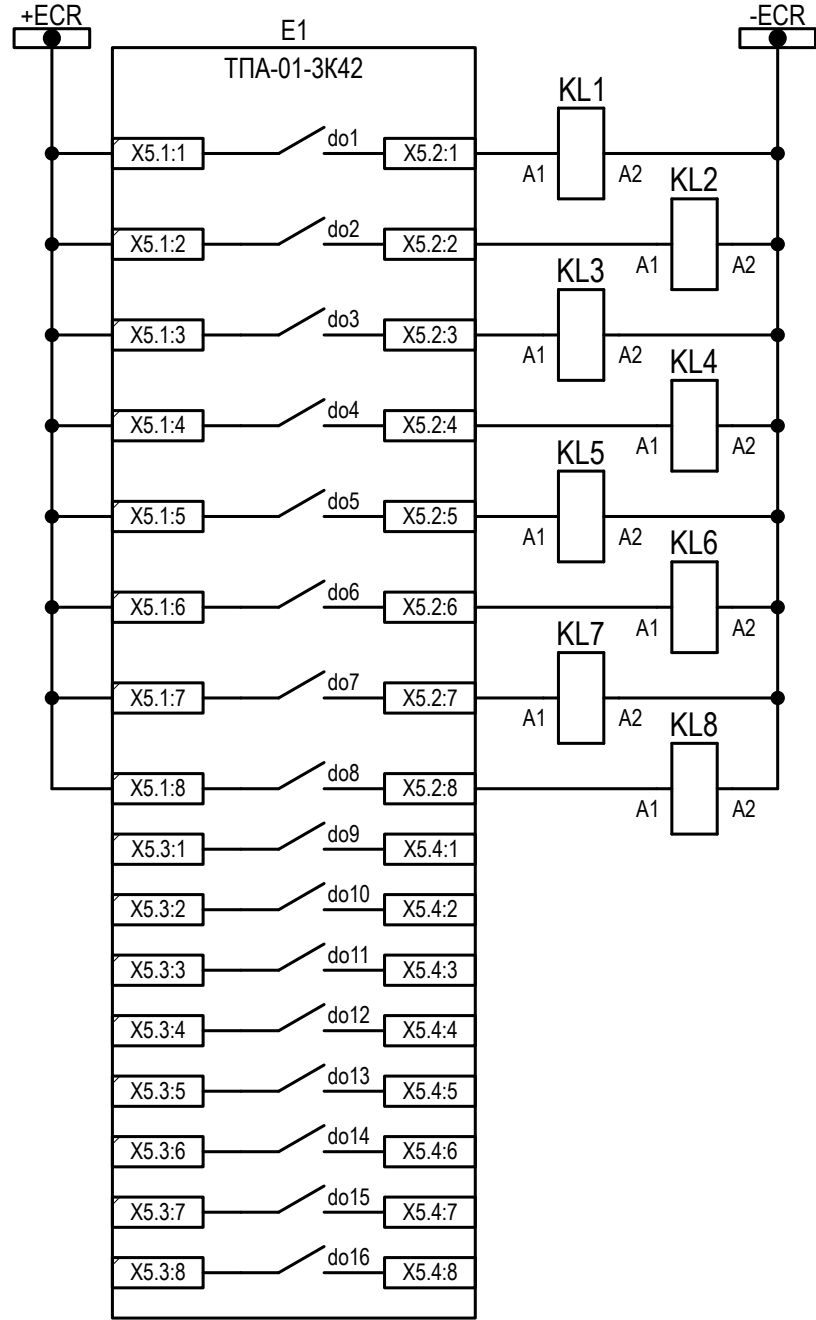 +ECR
-ECR
E1
ТПА-01-3К42
KL1
X5.1:1 do1 X5.2:1
A1 A2
KL2
X5.1:2 do2 X5.2:2
A1 A2
KL3
X5.1:3 do3 X5.2:3
A1 A2
KL4
X5.1:4 do4 X5.2:4
A1 A2
KL5
X5.1:5 do5 X5.2:5
A1 A2
KL6
X5.1:6 do6 X5.2:6
A1 A2
KL7
X5.1:7 do7 X5.2:7
A1 A2
KL8
X5.1:8 do8 X5.2:8
A1 A2
X5.3:1 do9 X5.4:1
X5.3:2 do10 X5.4:2
X5.3:3 do11 X5.4:3
X5.3:4 do12 X5.4:4
X5.3:5 do13 X5.4:5
X5.3:6 do14 X5.4:6
X5.3:7 do15 X5.4:7
X5.3:8 do16 X5.4:8